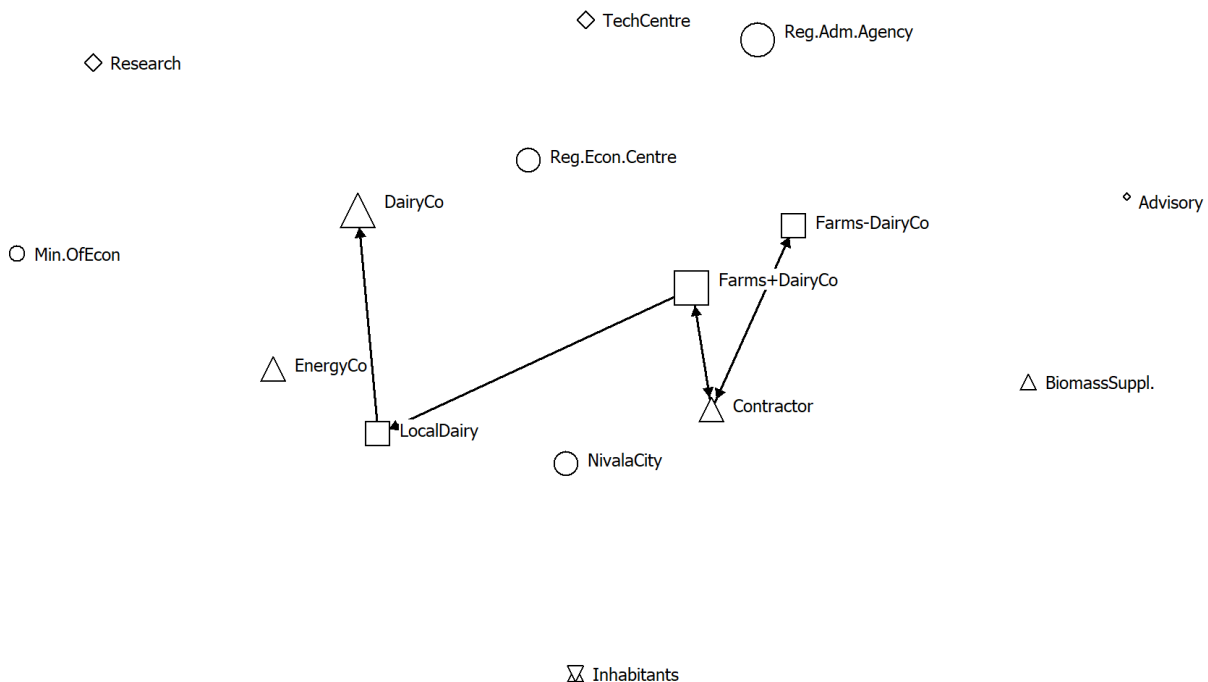 TechCentre
Reg.Adm.Agency
Research
Reg.Econ.Centre
DairyCo
Advisory
Farms-DairyCo
Min.OfEcon
Farms+DairyCo
EnergyCo
BiomassSuppl.
Contractor
LocalDairy
NivalaCity
Inhabitants